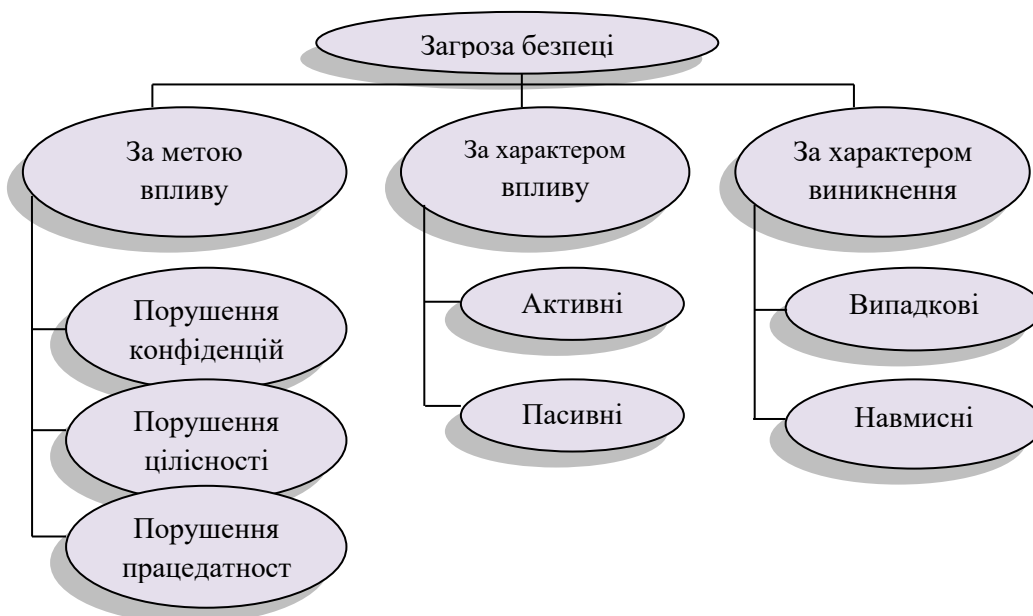 Загроза безпеці
За метою
впливу
За характером
впливу
За характером
виникнення
Порушення
конфіденцій
Порушення
цілісності
Порушення
працедатност
Активні
Пасивні
Випадкові
Навмисні